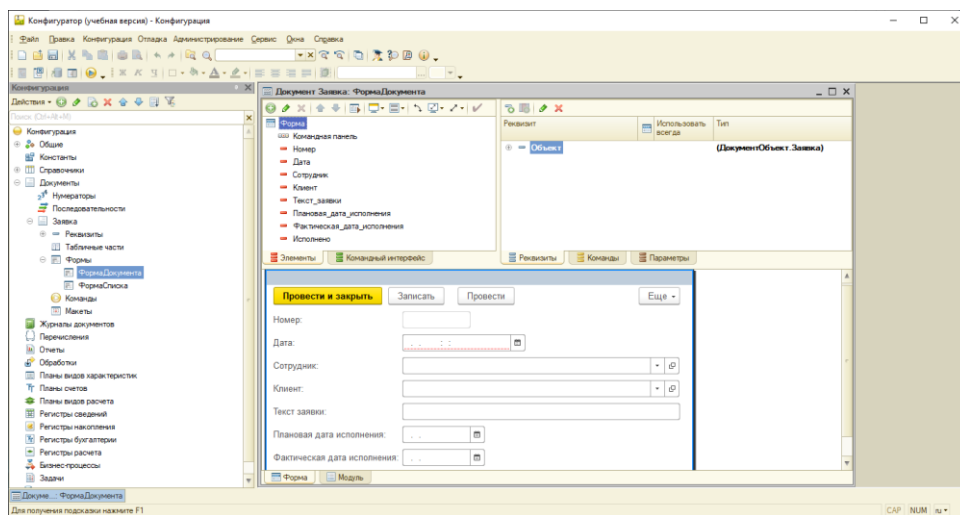 Конфигуратор (учебная версия) - Конфигурация
Файл Правка Конфигурация Отладка Администрирование Сервис Окна Справка
Конфигурация
Действия
Поиск (Ctrl+Alt+M)
Конфигурация
Общие
Константы
Справочники
Документы
Нумераторы
Последовательности
Заявка
Реквизиты
Табличные части
Формы
ФормаДокумента
ФормаСписка
Команды
Макеты
Журналы документов
Перечисления
Отчеты
Обработки
Планы видов характеристик
Планы счетов
Планы видов расчета
Регистры сведений
Регистры накопления
Регистры бухгалтерии
Регистры расчета
Бизнес-процессы
Задачи
Документ Заявка: ФормаДокумента
Форма
Командная панель
Номер
Дата
Сотрудник
Клиент
Текст_заявки
Плановая_дата_исполнения
Фактическая_дата_исполнения
Исполнено
Элементы Командный интерфейс
Реквизит Использовать всегда Тип
Объект (ДокументОбъект.Заявка)
Реквизиты Команды Параметры
Провести и закрыть Записать Провести Еще
Номер:
Дата: . . : :
Сотрудник:
Клиент:
Текст заявки:
Плановая дата исполнения: . .
Фактическая дата исполнения: . .
Форма Модуль
Докуме...: ФормаДокумента
Для получения подсказки нажмите F1 CAP NUM ru